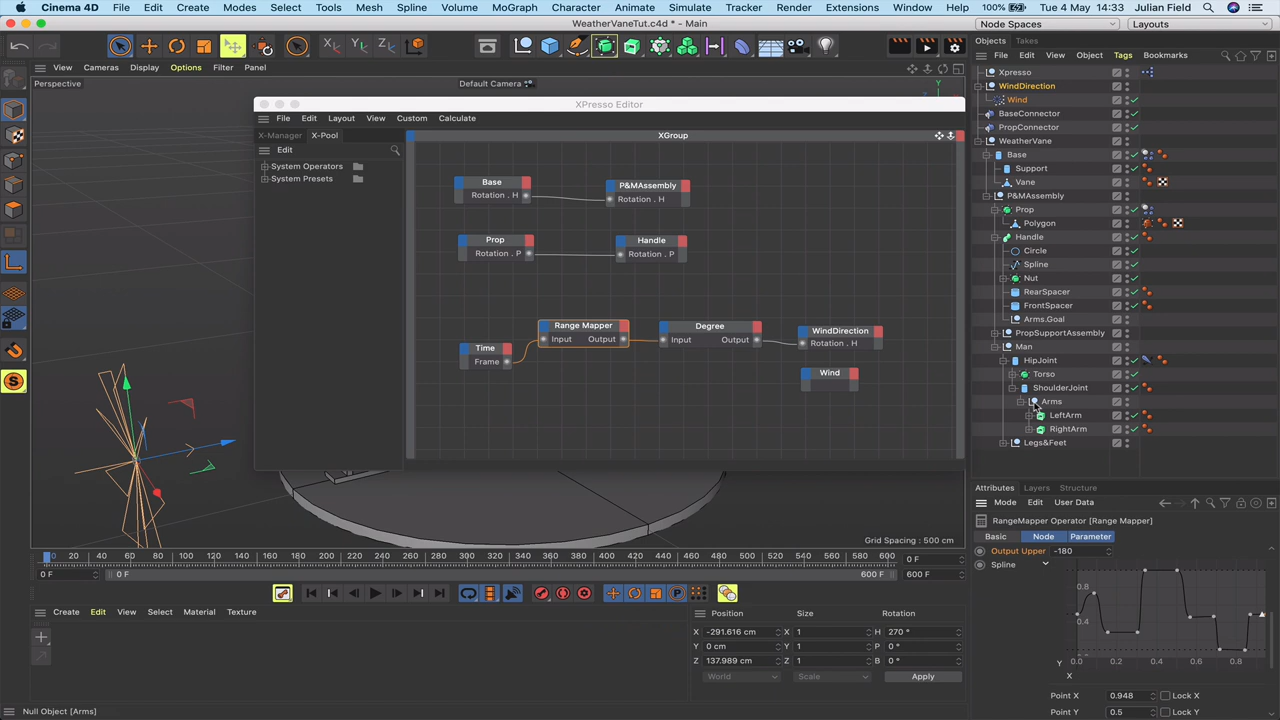 Cinema 4D File Edit Create Modes Select Tools Mesh Spline Volume MoGraph Character Animate Simulate Tracker Render Extensions Window Help 100% Tue 4 May 14:33 Julian Field
WeatherVaneTut.c4d * - Main
Node Spaces Layouts
Objects Takes
X Y Z
File Edit View Object Tags Bookmarks
View Cameras Display Options Filter Panel
Perspective
Default Camera
XPresso Editor
File Edit Layout View Custom Calculate
X-Manager X-Pool
XGroup
Edit
System Operators
System Presets
Base
Rotation . H
P&MAssembly
Rotation . H
Prop
Rotation . P
Handle
Rotation . P
Range Mapper
Input Output
Degree
Input Output
WindDirection
Rotation . H
Time
Frame
Wind
Xpresso
WindDirection
Wind
BaseConnector
PropConnector
WeatherVane
Base
Support
Vane
P&MAssembly
Prop
Polygon
Handle
Circle
Spline
Nut
RearSpacer
FrontSpacer
Arms.Goal
PropSupportAssembly
Man
HipJoint
Torso
ShoulderJoint
Arms
LeftArm
RightArm
Legs&Feet
Y
Grid Spacing : 500 cm
Attributes Layers Structure
Mode Edit User Data
RangeMapper Operator [Range Mapper]
Basic Node Parameter
Output Upper -180
Spline
0.8
0.4
Y 0.0 0.2 0.4 0.6 0.8
X
Point X 0.948 Lock X
Point Y 0.5 Lock Y
0 20 40 60 80 100 120 140 160 180 200 220 240 260 280 300 320 340 360 380 400 420 440 460 480 500 520 540 560 580 600 0 F
0 F 0 F 600 F 600 F
Create Edit View Select Material Texture
Position Size Rotation
X -291.616 cm X 1 H 270 °
Y 0 cm Y 1 P 0 °
Z 137.989 cm Z 1 B 0 °
World Scale Apply
Null Object [Arms]